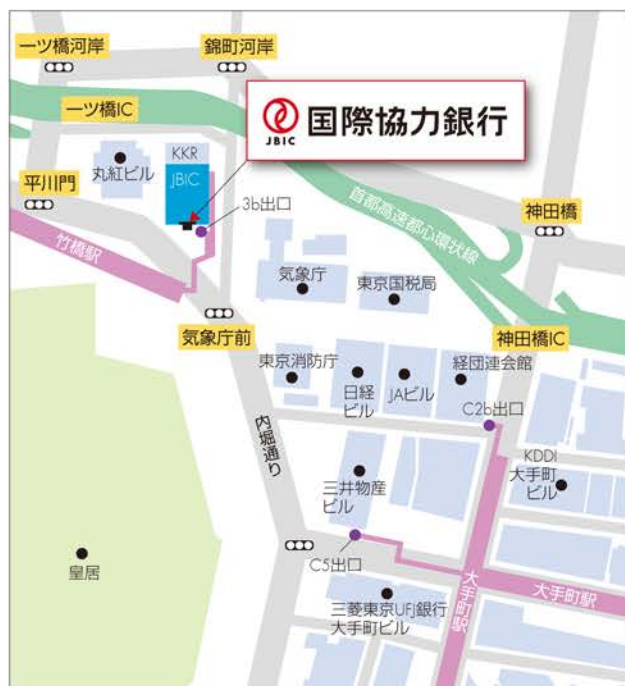 一ツ橋河岸
錦町河岸
一ツ橋IC
JBIC
国際協力銀行
丸紅ビル
KKR
JBIC
平川門
3b出口
首都高速都心環状線
神田橋
竹橋駅
気象庁
東京国税局
気象庁前
神田橋IC
東京消防庁
日経
ビル
JAビル
経団連会館
C2b出口
内堀通り
KDDI
大手町
ビル
三井物産
ビル
皇居
C5出口
大手町駅
大手町駅
三菱東京UFJ銀行
大手町ビル